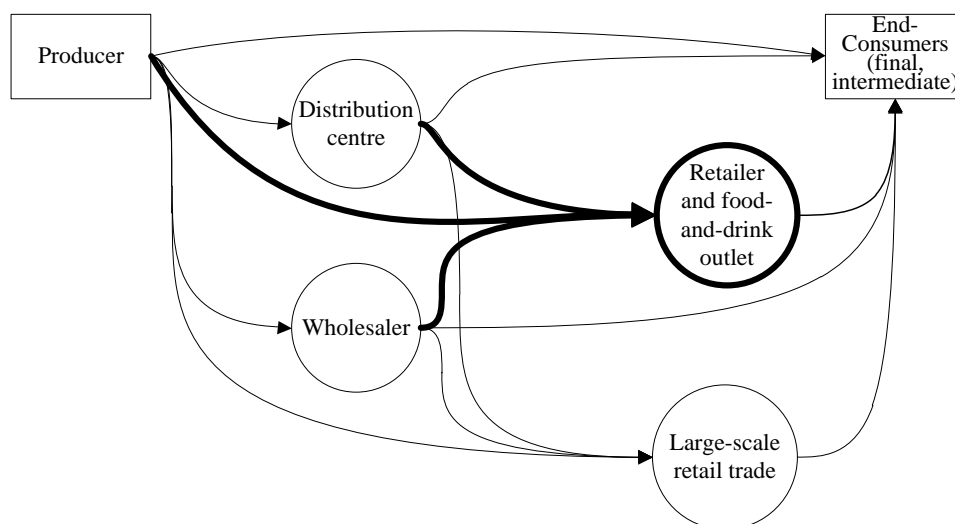 Producer
End-
Consumers
(final,
intermediate)
Distribution
centre
Retailer
and food-
and-drink
outlet
Wholesaler
Large-scale
retail trade